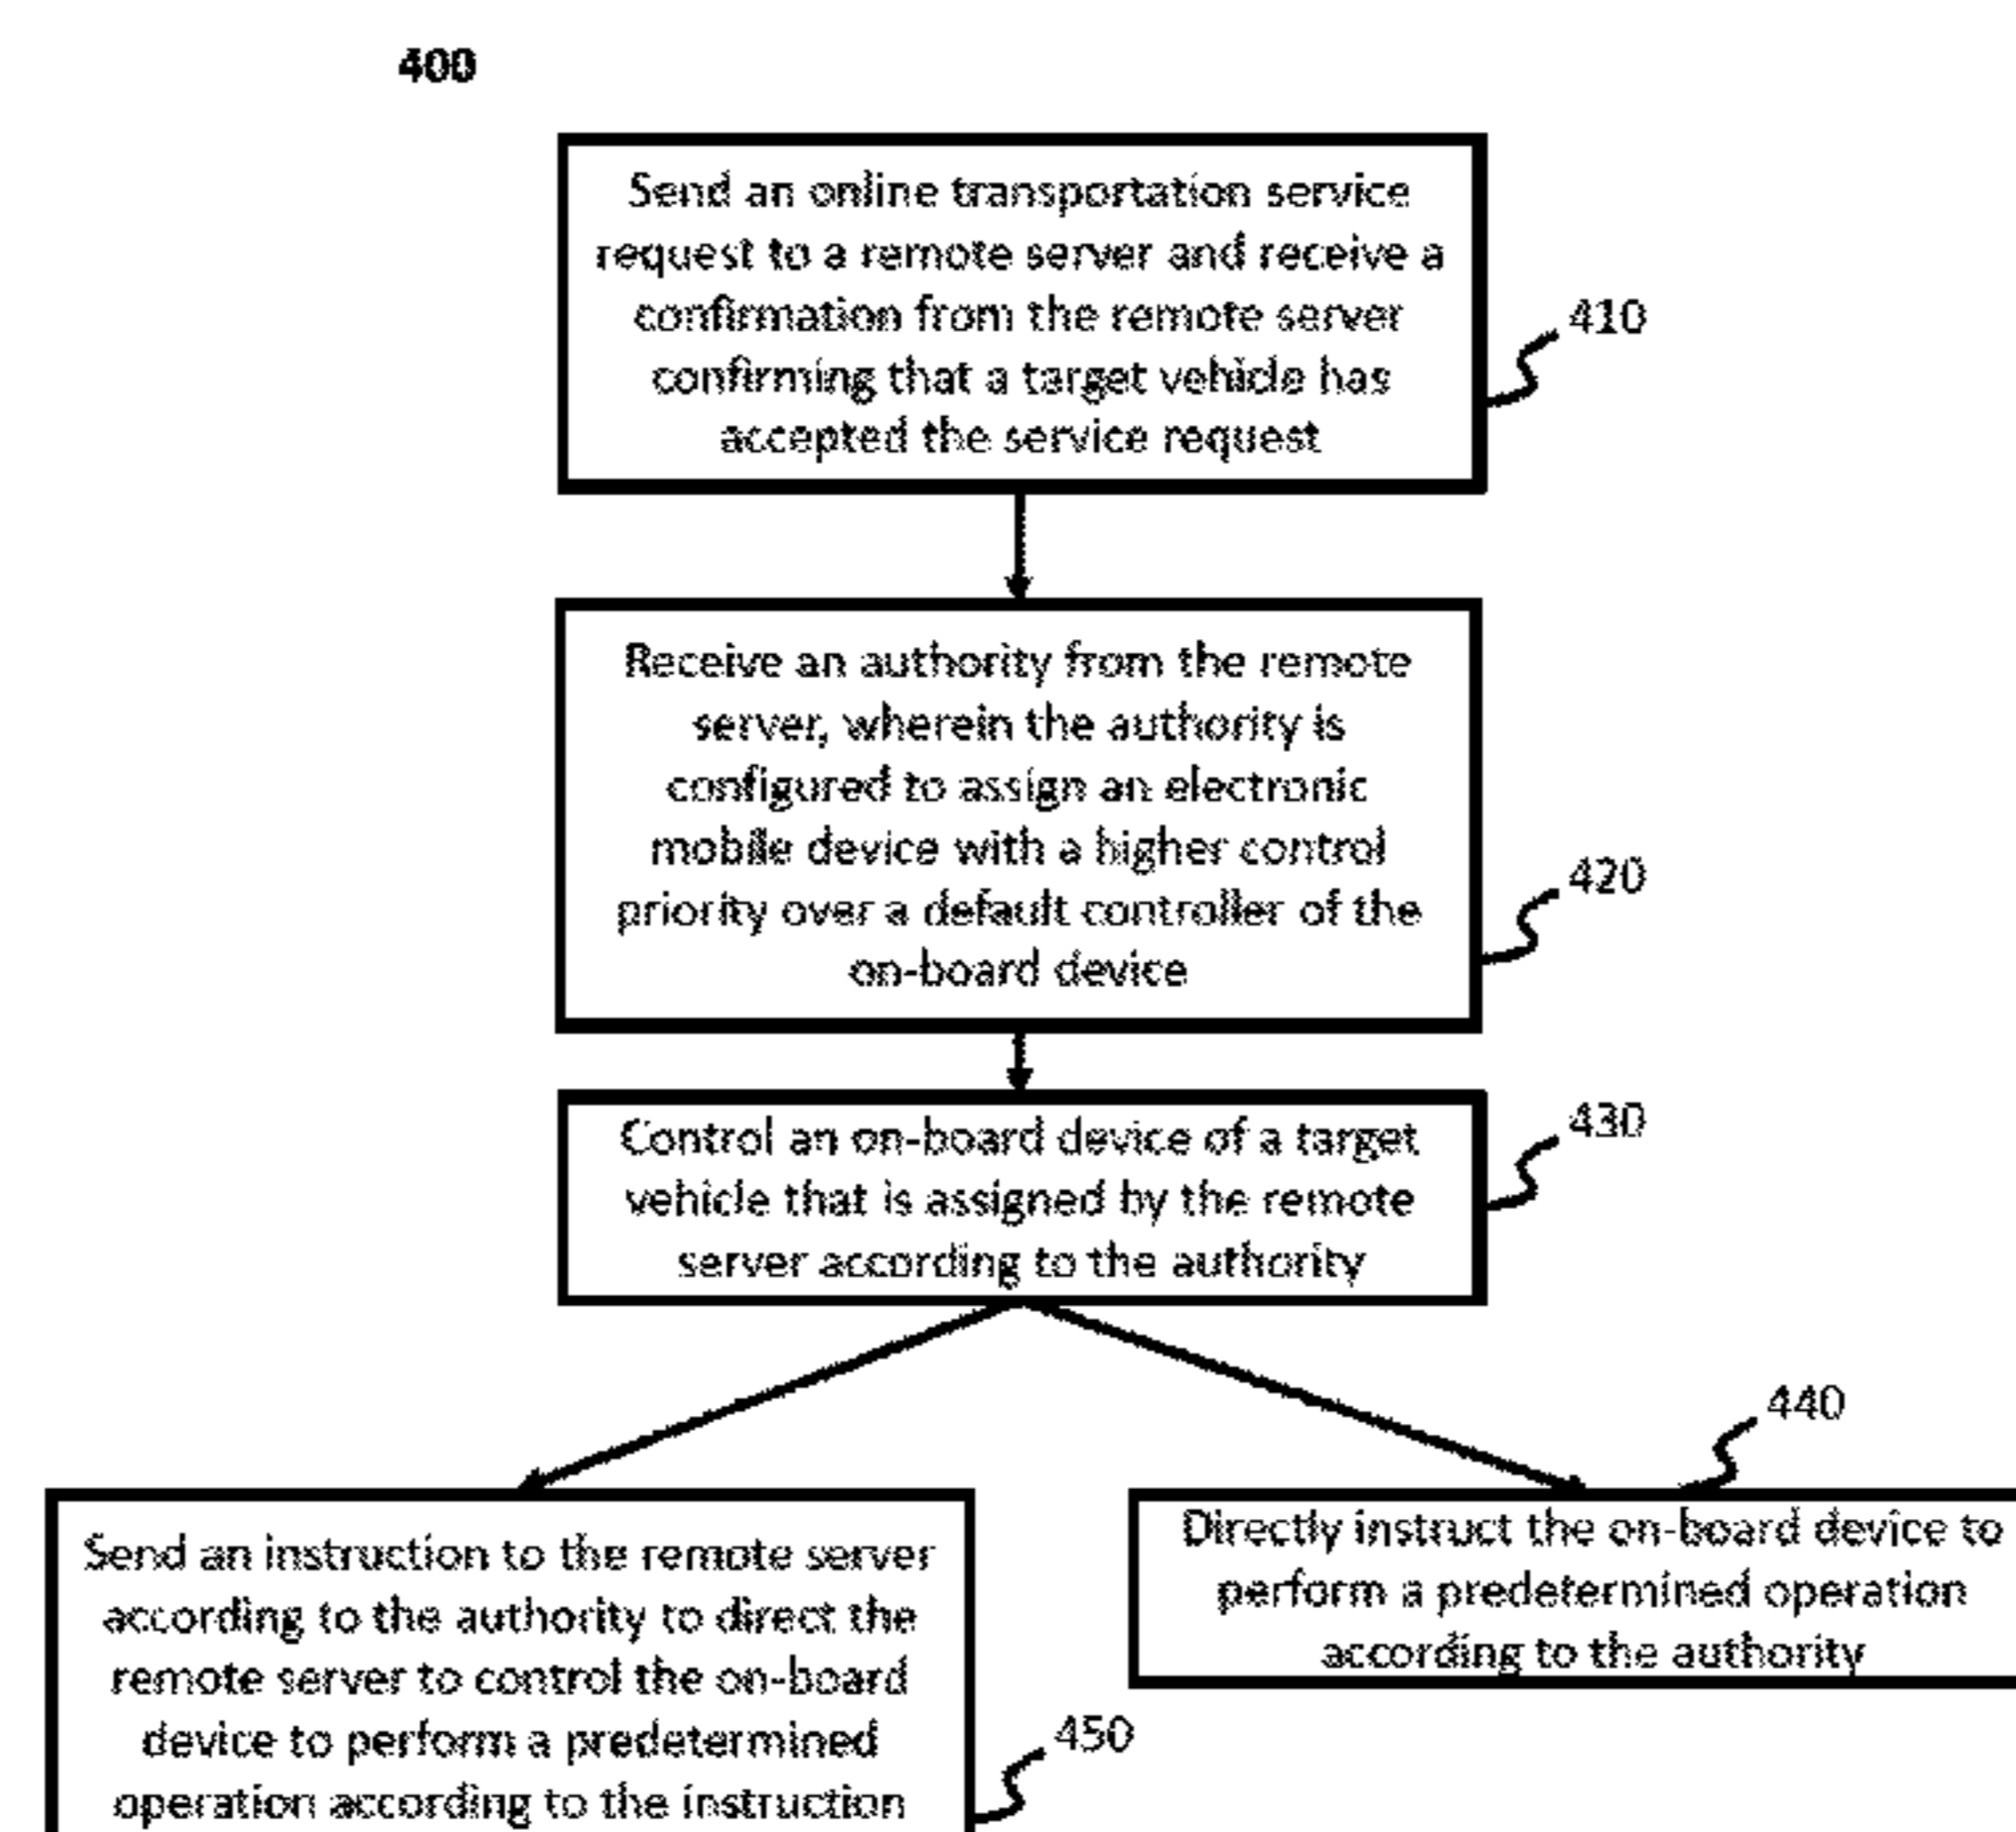 400
Send an online transportation service
request to a remote server and receive a
confirmation from the remote server
confirming that a target vehicle has
accepted the service request
410
Receive an authority from the remote
server, wherein the authority is
configured to assign an electronic
mobile device with a higher control
priority over a default controller of the
on-board device
420
Control an on-board device of a target
vehicle that is assigned by the remote
server according to the authority
430
440
Directly instruct the on-board device to
perform a predetermined operation
according to the authority
Send an instruction to the remote server
according to the authority to direct the
remote server to control the on-board
device to perform a predetermined
operation according to the instruction
450